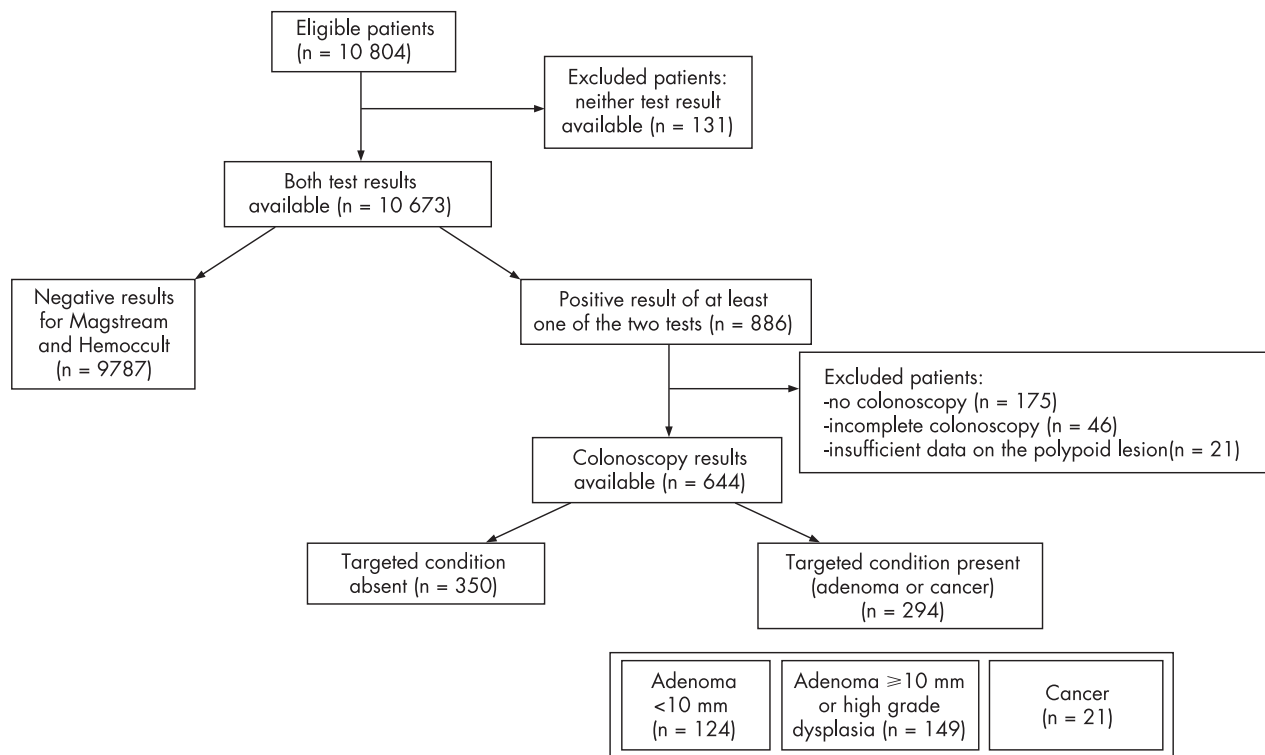 Eligible patients
(n = 10 804)
Excluded patients:
neither test result
available (n = 131)
Both test results
available (n = 10 673)
Negative results
for Magstream
and Hemoccult
(n = 9787)
Positive result of at least
one of the two tests (n = 886)
Excluded patients:
-no colonoscopy (n = 175)
-incomplete colonoscopy (n = 46)
-insufficient data on the polypoid lesion(n = 21)
Colonoscopy results
available (n = 644)
Targeted condition
absent (n = 350)
Targeted condition present
(adenoma or cancer)
(n = 294)
Adenoma
<10 mm
(n = 124)
Adenoma ⩾10 mm
or high grade
dysplasia (n = 149)
Cancer
(n = 21)